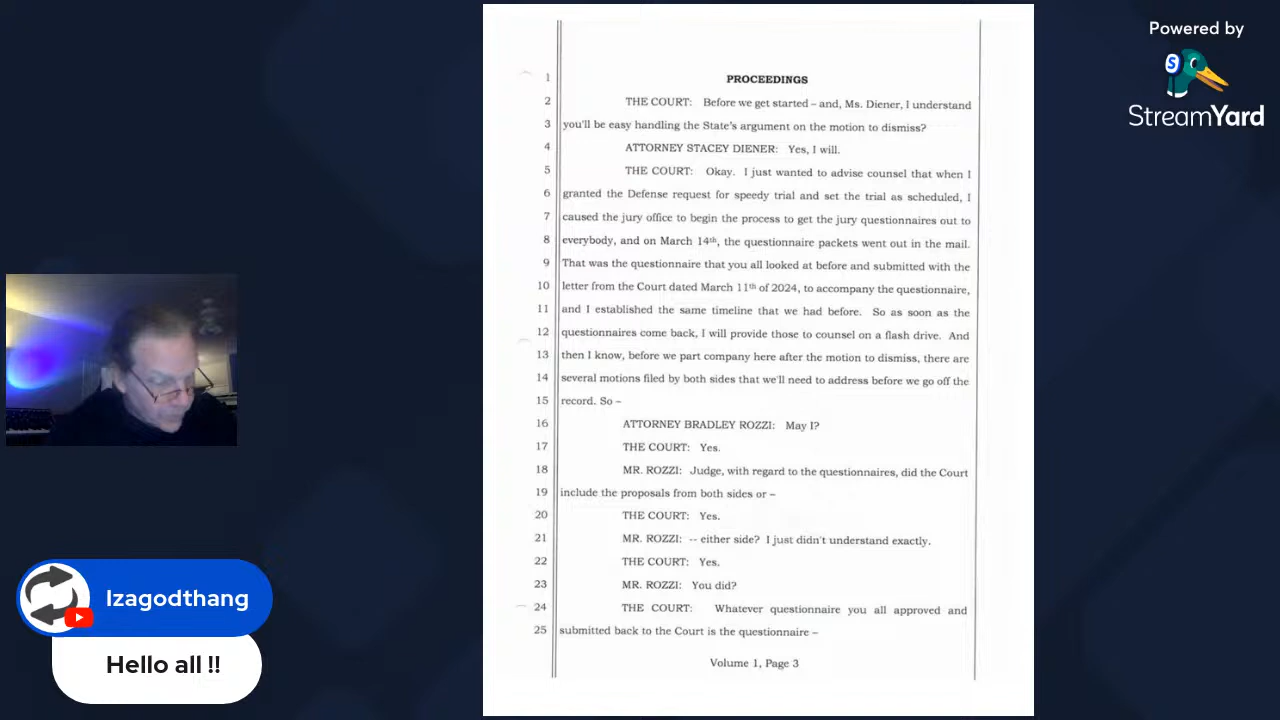 Powered by
StreamYard
PROCEEDINGS
1
2 THE COURT: Before we get started – and, Ms. Diener, I understand
3 you'll be easy handling the State's argument on the motion to dismiss?
4 ATTORNEY STACEY DIENER: Yes, I will.
5 THE COURT: Okay. I just wanted to advise counsel that when I
6 granted the Defense request for speedy trial and set the trial as scheduled, I
7 caused the jury office to begin the process to get the jury questionnaires out to
8 everybody, and on March 14th, the questionnaire packets went out in the mail.
9 That was the questionnaire that you all looked at before and submitted with the
10 letter from the Court dated March 11th of 2024, to accompany the questionnaire,
11 and I established the same timeline that we had before. So as soon as the
12 questionnaires come back, I will provide those to counsel on a flash drive. And
13 then I know, before we part company here after the motion to dismiss, there are
14 several motions filed by both sides that we'll need to address before we go off the
15 record. So –
16 ATTORNEY BRADLEY ROZZI: May I?
17 THE COURT: Yes.
18 MR. ROZZI: Judge, with regard to the questionnaires, did the Court
19 include the proposals from both sides or –
20 THE COURT: Yes.
21 MR. ROZZI: -- either side? I just didn't understand exactly.
22 THE COURT: Yes.
23 MR. ROZZI: You did?
24 THE COURT: Whatever questionnaire you all approved and
25 submitted back to the Court is the questionnaire –
Volume 1, Page 3
Izagodthang
Hello all !!